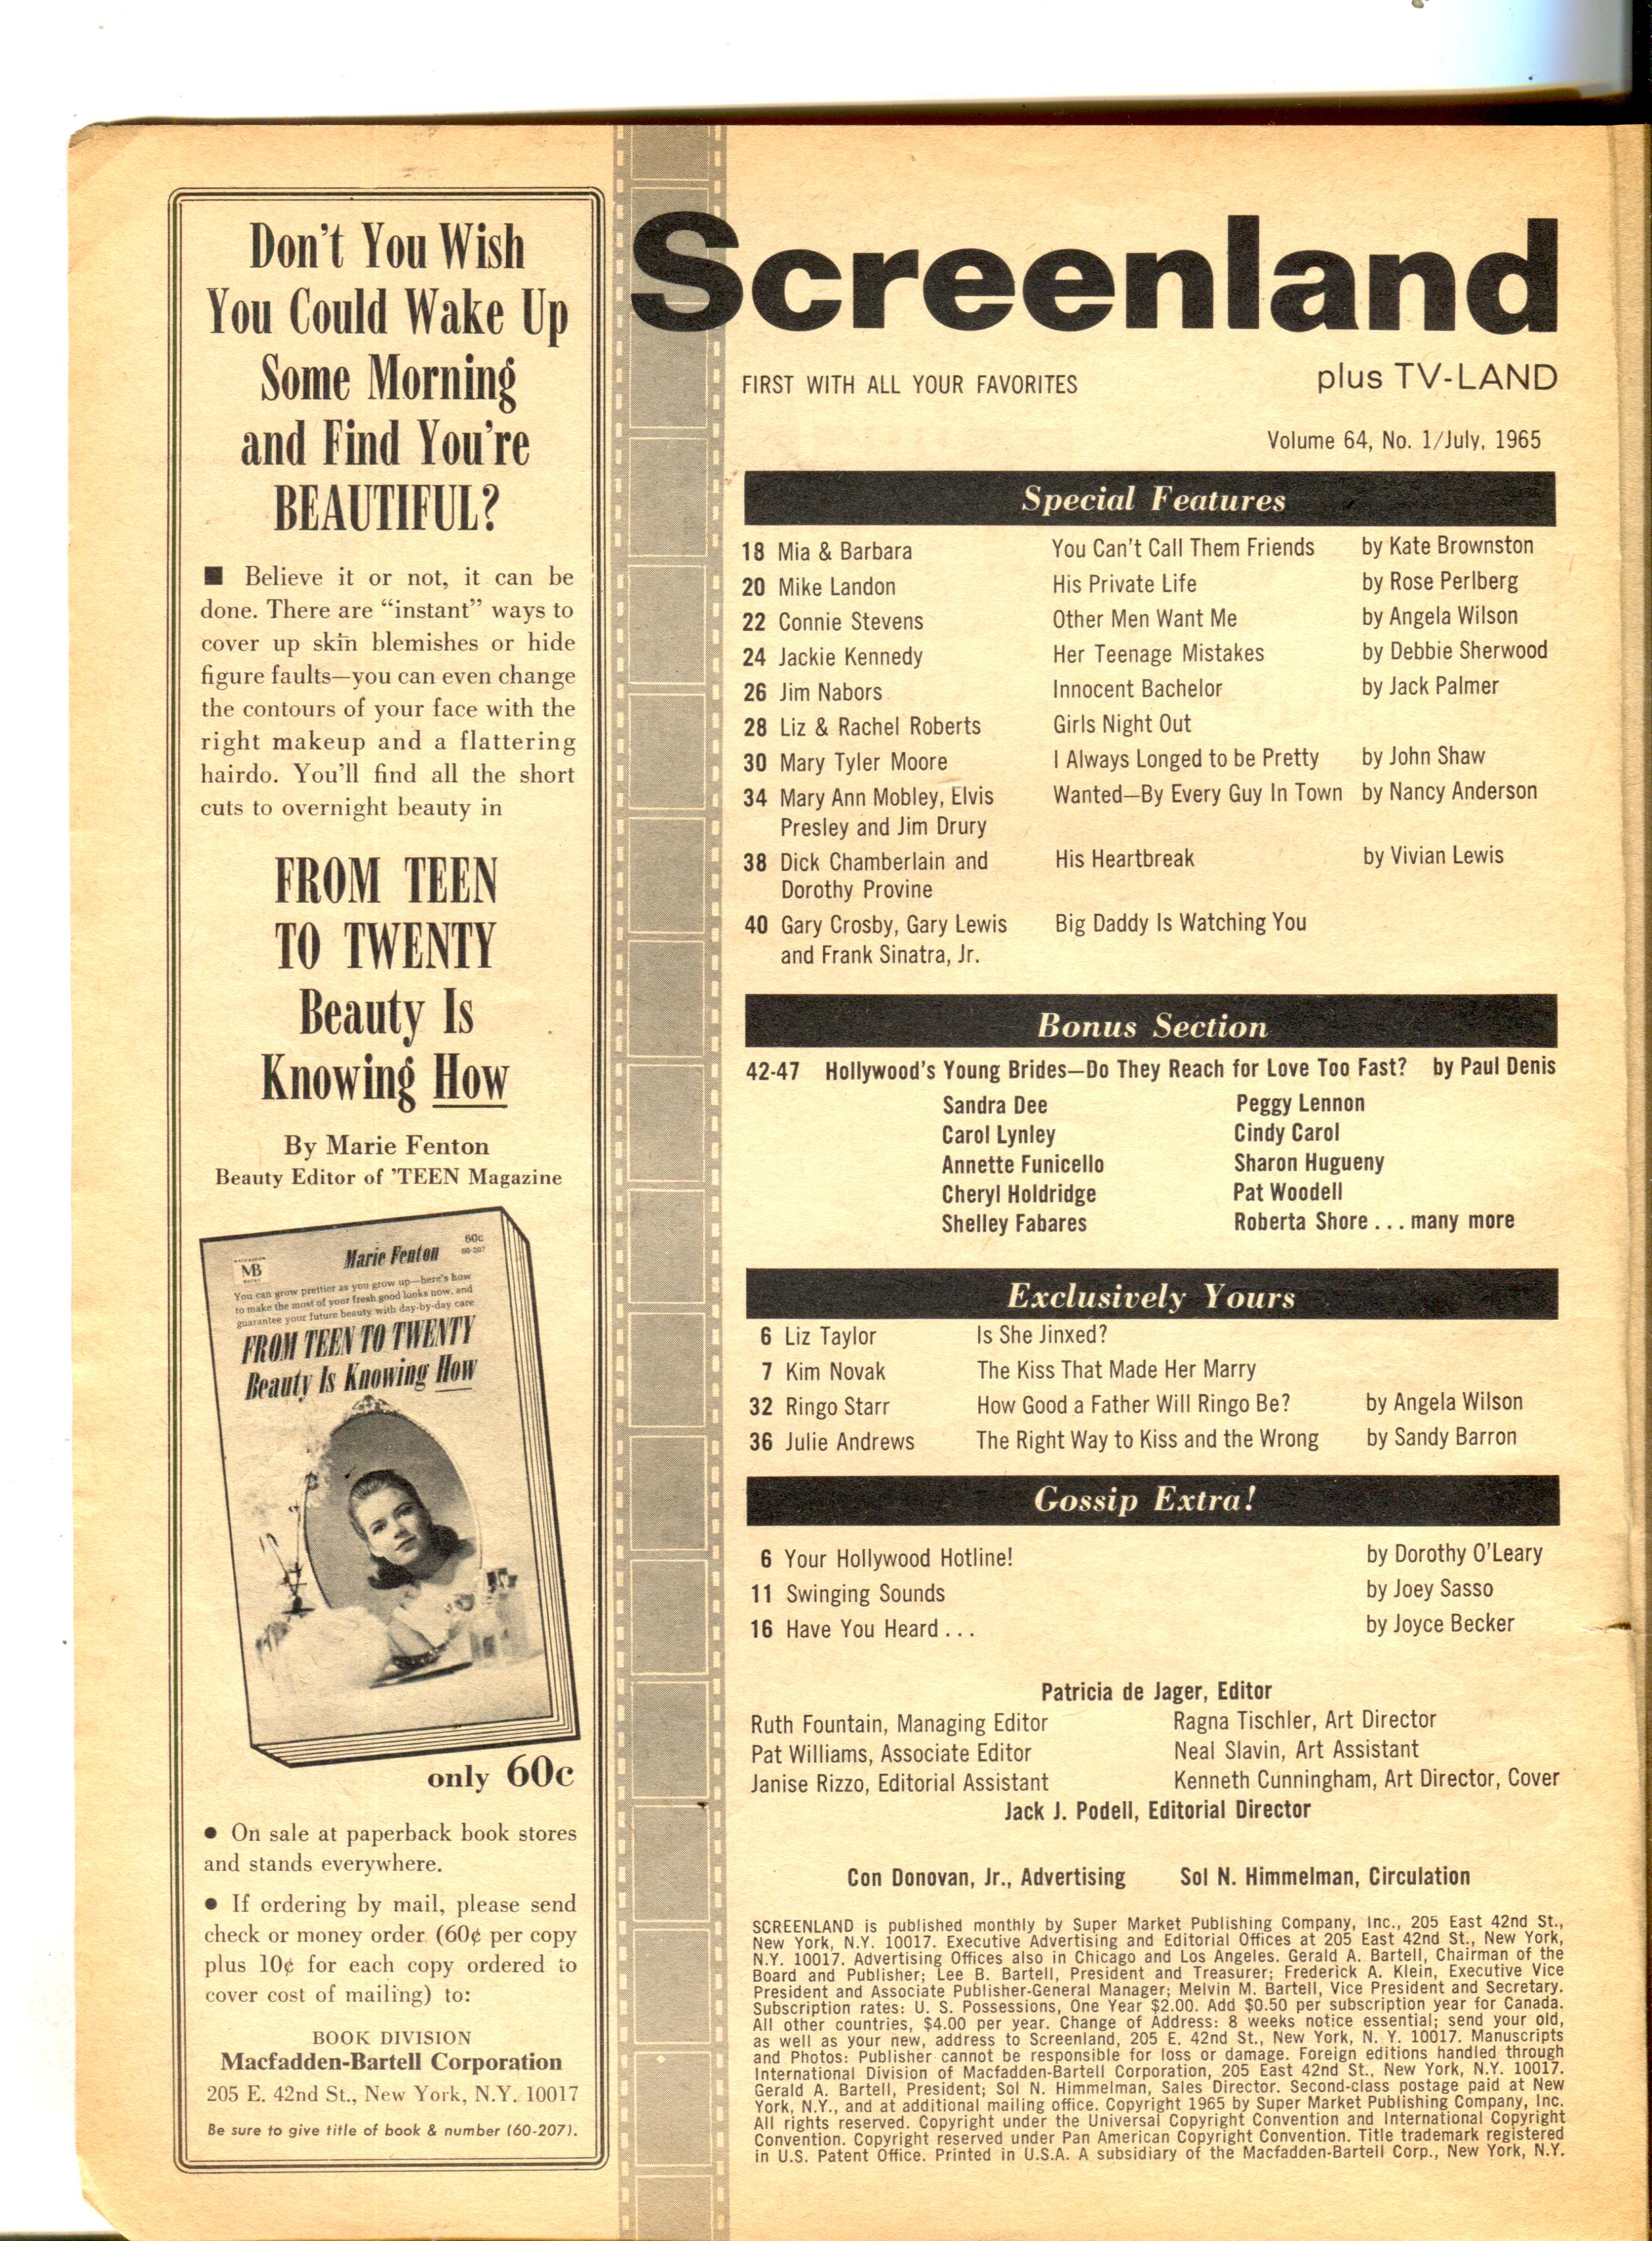 Don't You Wish
You Could Wake Up
Some Morning
and Find You're
BEAUTIFUL?
■ Believe it or not, it can be
done. There are “instant” ways to
cover up skin blemishes or hide
figure faults—you can even change
the contours of your face with the
right makeup and a flattering
hairdo. You'll find all the short
cuts to overnight beauty in
FROM TEEN
TO TWENTY
Beauty Is
Knowing How
By Marie Fenton
Beauty Editor of 'TEEN Magazine
60c
60-207
MB
Marie Fenton
You can grow prettier as you grow up—here's how
to make the most of your fresh good looks now, and
guarantee your future beauty with day-by-day care
FROM TEEN TO TWENTY
Beauty Is Knowing How
only 60c
● On sale at paperback book stores
and stands everywhere.
● If ordering by mail, please send
check or money order (60¢ per copy
plus 10¢ for each copy ordered to
cover cost of mailing) to:
BOOK DIVISION
Macfadden-Bartell Corporation
205 E. 42nd St., New York, N.Y. 10017
Be sure to give title of book & number (60-207).
Screenland
FIRST WITH ALL YOUR FAVORITES plus TV-LAND
Volume 64, No. 1/July, 1965
Special Features
18 Mia & Barbara You Can't Call Them Friends by Kate Brownston
20 Mike Landon His Private Life by Rose Perlberg
22 Connie Stevens Other Men Want Me by Angela Wilson
24 Jackie Kennedy Her Teenage Mistakes by Debbie Sherwood
26 Jim Nabors Innocent Bachelor by Jack Palmer
28 Liz & Rachel Roberts Girls Night Out
30 Mary Tyler Moore I Always Longed to be Pretty by John Shaw
34 Mary Ann Mobley, Elvis Wanted—By Every Guy In Town by Nancy Anderson
Presley and Jim Drury
38 Dick Chamberlain and His Heartbreak by Vivian Lewis
Dorothy Provine
40 Gary Crosby, Gary Lewis Big Daddy Is Watching You
and Frank Sinatra, Jr.
Bonus Section
42-47 Hollywood's Young Brides—Do They Reach for Love Too Fast? by Paul Denis
Sandra Dee Peggy Lennon
Carol Lynley Cindy Carol
Annette Funicello Sharon Hugueny
Cheryl Holdridge Pat Woodell
Shelley Fabares Roberta Shore . . . many more
Exclusively Yours
6 Liz Taylor Is She Jinxed?
7 Kim Novak The Kiss That Made Her Marry
32 Ringo Starr How Good a Father Will Ringo Be? by Angela Wilson
36 Julie Andrews The Right Way to Kiss and the Wrong by Sandy Barron
Gossip Extra!
6 Your Hollywood Hotline! by Dorothy O'Leary
11 Swinging Sounds by Joey Sasso
16 Have You Heard . . . by Joyce Becker
Patricia de Jager, Editor
Ruth Fountain, Managing Editor Ragna Tischler, Art Director
Pat Williams, Associate Editor Neal Slavin, Art Assistant
Janise Rizzo, Editorial Assistant Kenneth Cunningham, Art Director, Cover
Jack J. Podell, Editorial Director
Con Donovan, Jr., Advertising Sol N. Himmelman, Circulation
SCREENLAND is published monthly by Super Market Publishing Company, Inc., 205 East 42nd St.,
New York, N.Y. 10017. Executive Advertising and Editorial Offices at 205 East 42nd St., New York,
N.Y. 10017. Advertising Offices also in Chicago and Los Angeles. Gerald A. Bartell, Chairman of the
Board and Publisher; Lee B. Bartell, President and Treasurer; Frederick A. Klein, Executive Vice
President and Associate Publisher-General Manager; Melvin M. Bartell, Vice President and Secretary.
Subscription rates: U. S. Possessions, One Year $2.00. Add $0.50 per subscription year for Canada.
All other countries, $4.00 per year. Change of Address: 8 weeks notice essential; send your old,
as well as your new, address to Screenland, 205 E. 42nd St., New York, N. Y. 10017. Manuscripts
and Photos: Publisher cannot be responsible for loss or damage. Foreign editions handled through
International Division of Macfadden-Bartell Corporation, 205 East 42nd St., New York, N.Y. 10017.
Gerald A. Bartell, President; Sol N. Himmelman, Sales Director. Second-class postage paid at New
York, N.Y., and at additional mailing office. Copyright 1965 by Super Market Publishing Company, Inc.
All rights reserved. Copyright under the Universal Copyright Convention and International Copyright
Convention. Copyright reserved under Pan American Copyright Convention. Title trademark registered
in U.S. Patent Office. Printed in U.S.A. A subsidiary of the Macfadden-Bartell Corp., New York, N.Y.